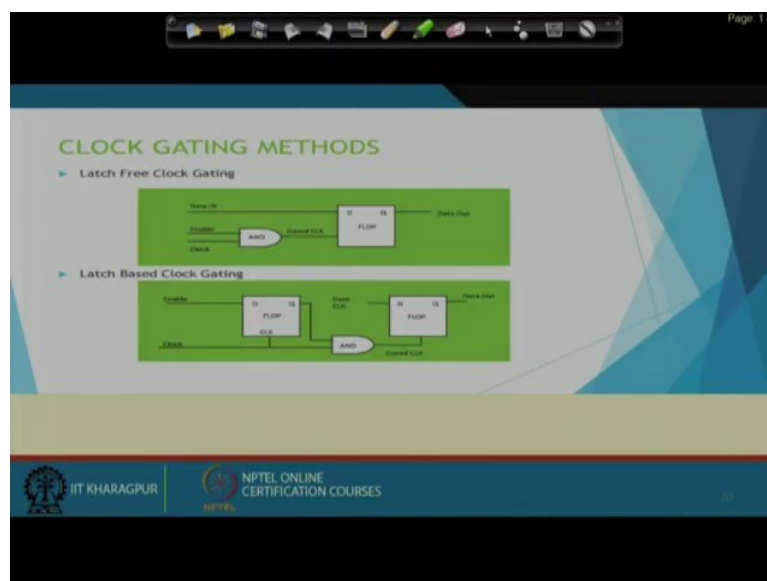 Page: 1
CLOCK GATING METHODS
Latch Free Clock Gating
Data IN
D Q
Data Out
FLOP
Enable
AND
Gated CLK
Clock
Latch Based Clock Gating
Enable
D Q
FLOP
CLK
Data
CLK
D Q
FLOP
Data Out
Clock
AND
Gated CLK
IIT KHARAGPUR
NPTEL
NPTEL ONLINE
CERTIFICATION COURSES
20